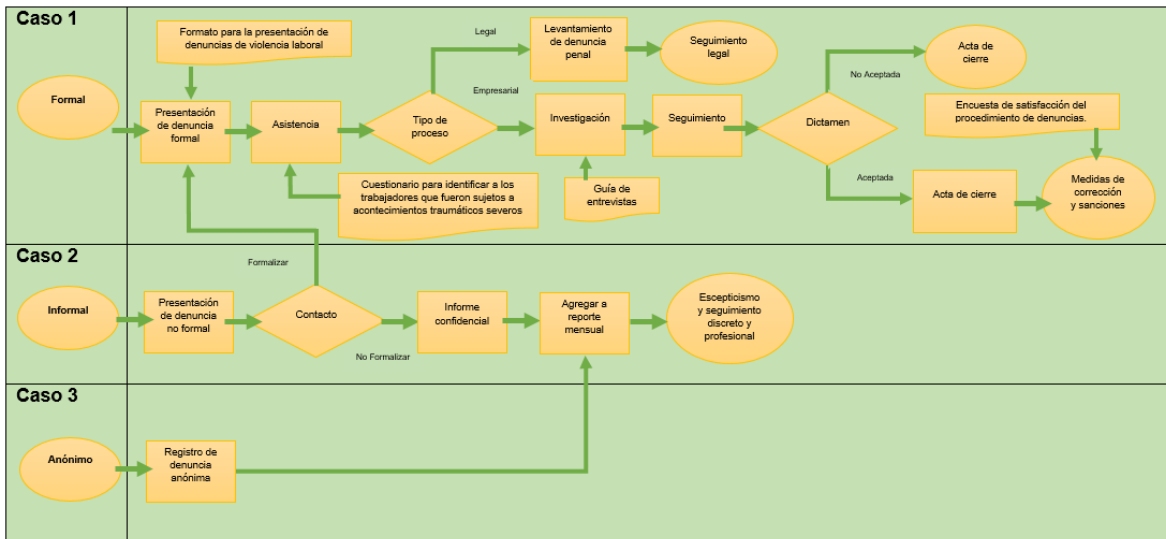 Caso 1
Formato para la presentación de
denuncias de violencia laboral
Legal
Levantamiento
de denuncia
penal
Seguimiento
legal
Acta de
cierre
No Aceptada
Formal
Presentación
de denuncia
formal
Asistencia
Tipo de
proceso
Empresarial
Investigación
Seguimiento
Dictamen
Encuesta de satisfacción del
procedimiento de denuncias.
Cuestionario para identificar a los
trabajadores que fueron sujetos a
acontecimientos traumáticos severos
Guía de
entrevistas
Aceptada
Acta de cierre
Medidas de
corrección
y sanciones
Caso 2
Formalizar
Informal
Presentación
de denuncia
no formal
Contacto
No Formalizar
Informe
confidencial
Agregar a
reporte
mensual
Escepticismo
y seguimiento
discreto y
profesional
Caso 3
Anónimo
Registro de
denuncia
anónima